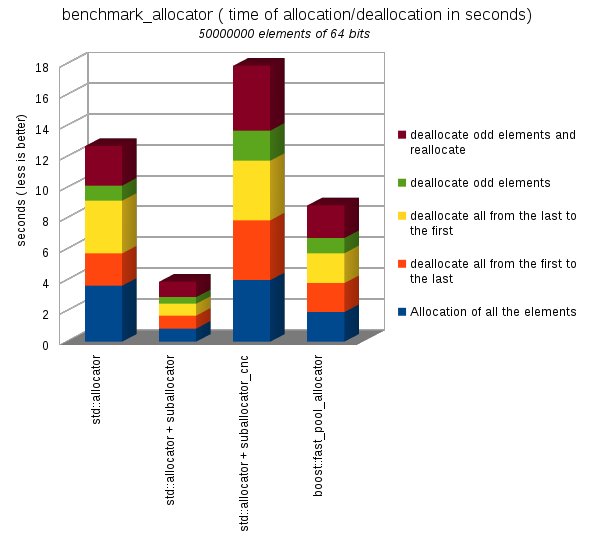 benchmark_allocator ( time of allocation/deallocation in seconds)
50000000 elements of 64 bits
seconds ( less is better)
18
16
14
12
10
8
6
4
2
0
std::allocator
std::allocator + suballocator
std::allocator + suballocator_cnc
boost::fast_pool_allocator
deallocate odd elements and
reallocate
deallocate odd elements
deallocate all from the last to
the first
deallocate all from the first to
the last
Allocation of all the elements